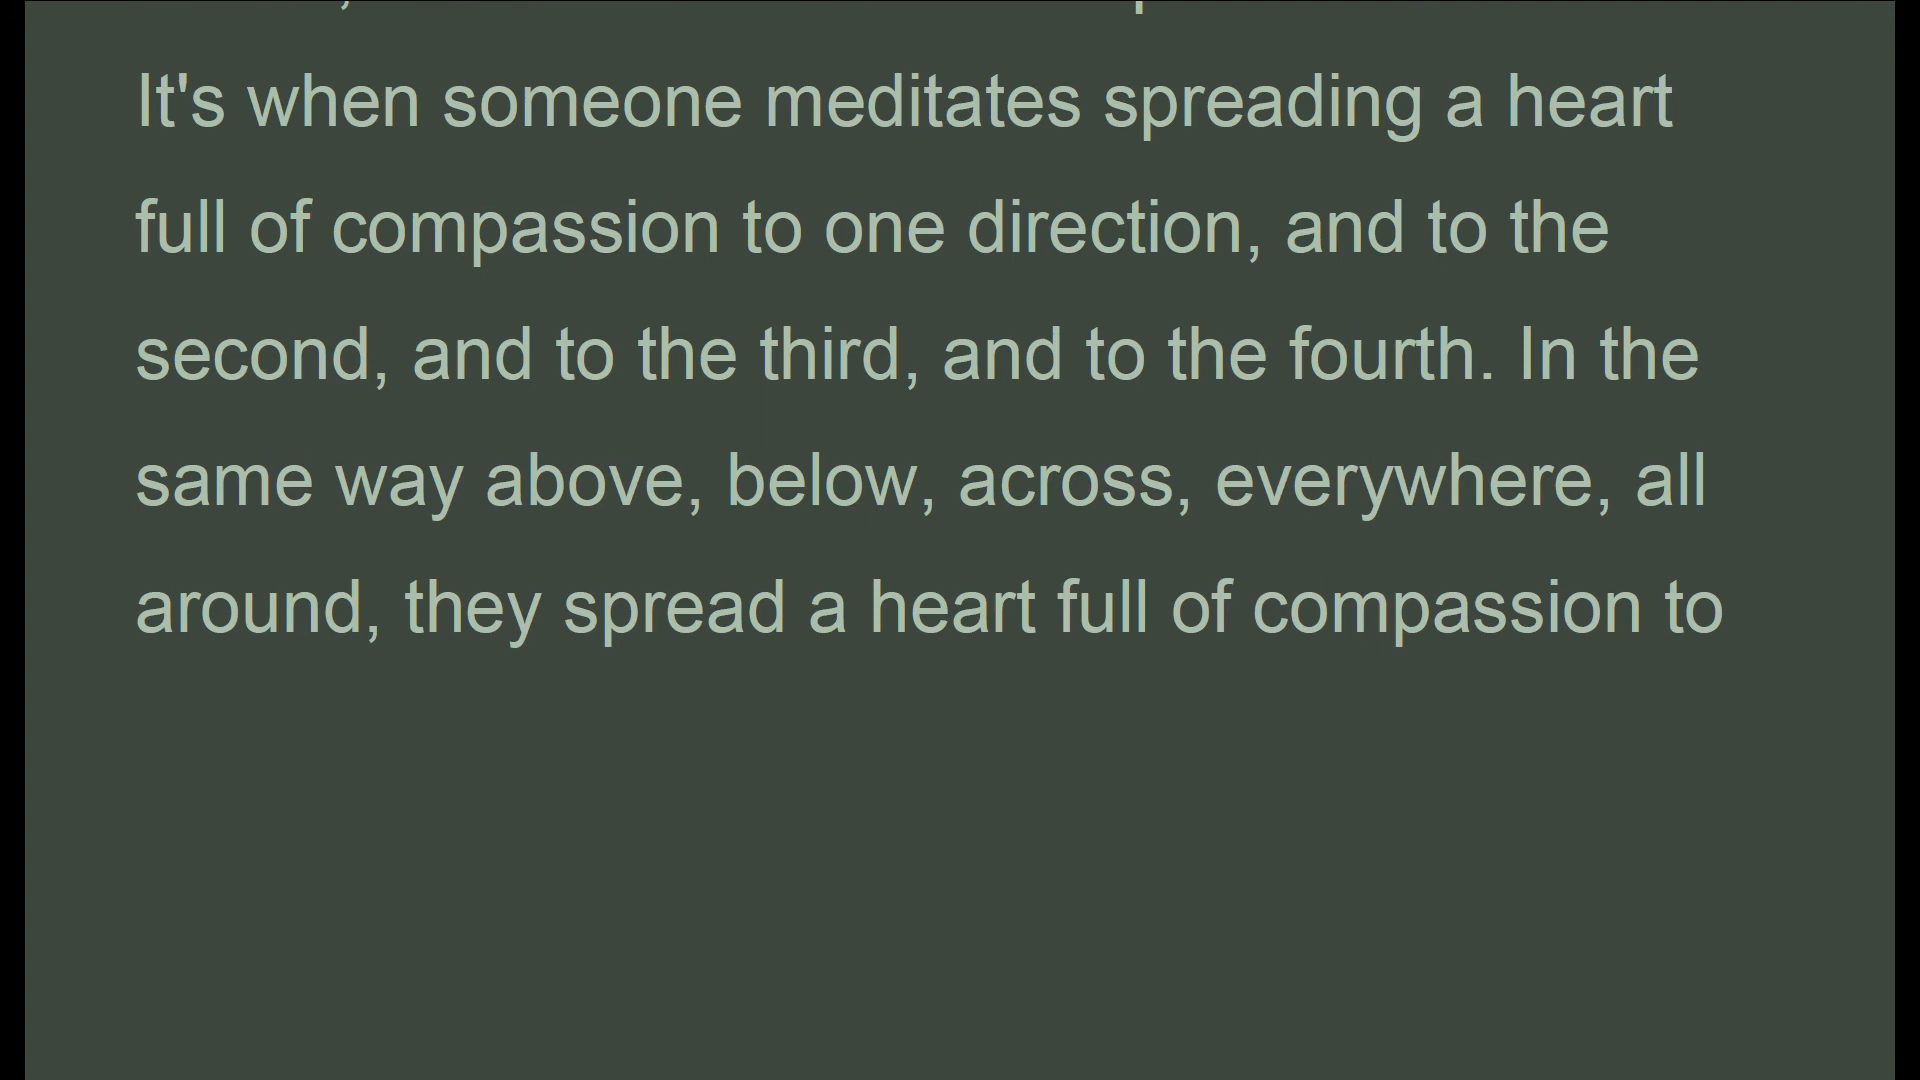 It's when someone meditates spreading a heart
full of compassion to one direction, and to the
second, and to the third, and to the fourth. In the
same way above, below, across, everywhere, all
around, they spread a heart full of compassion to